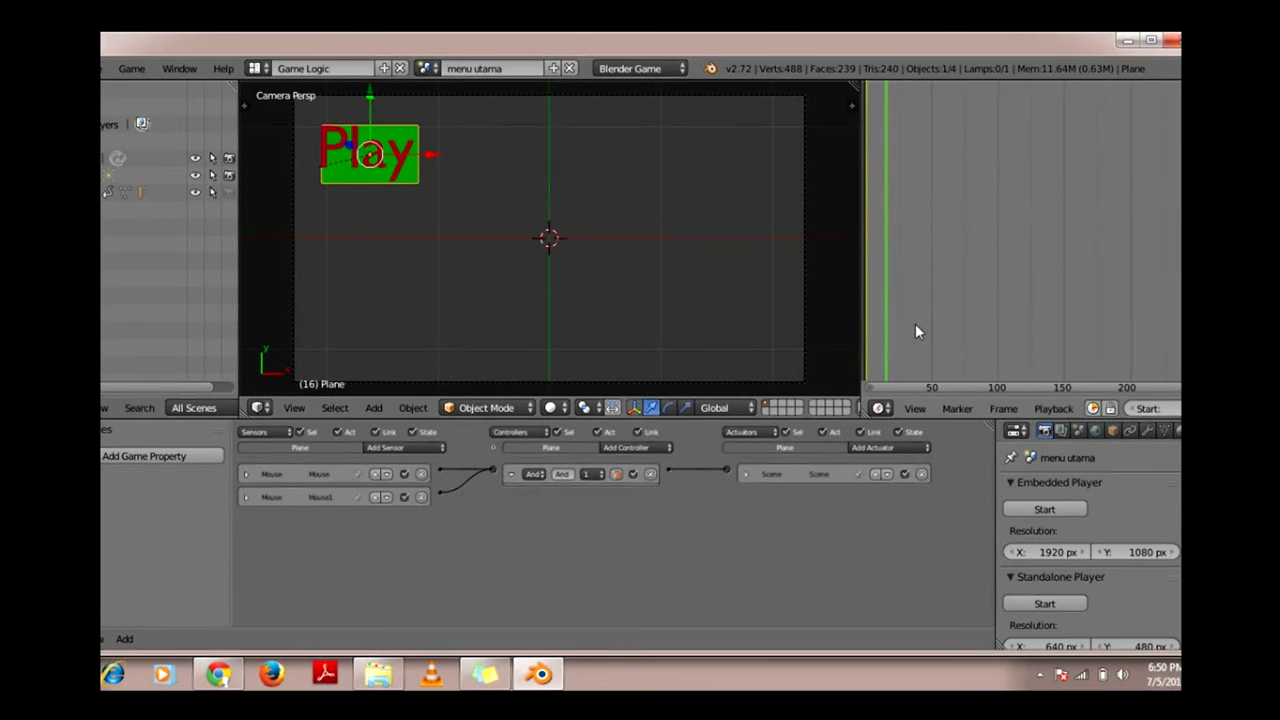 Game Window Help Game Logic menu utama Blender Game v2.72 | Verts:488 | Faces:239 | Tris:240 | Objects:1/4 | Lamps:0/1 | Mem:11.64M (0.63M) | Plane
Camera Persp
Play
yers
y
(16) Plane
50 100 150 200
Search All Scenes View Select Add Object Object Mode Global View Marker Frame Playback Start:
es Sensors Sel Act Link State Controllers Sel Act Link Actuators Sel Act Link State
Add Game Property Plane Add Sensor Plane Add Controller Plane Add Actuator
menu utama
Mouse Mouse And And 1 Scene Scene
Mouse Mouse1
Embedded Player
Start
Resolution:
X: 1920 px Y: 1080 px
Standalone Player
Start
Resolution:
X: 640 px Y: 480 px
Add
6:50 PM
7/5/201